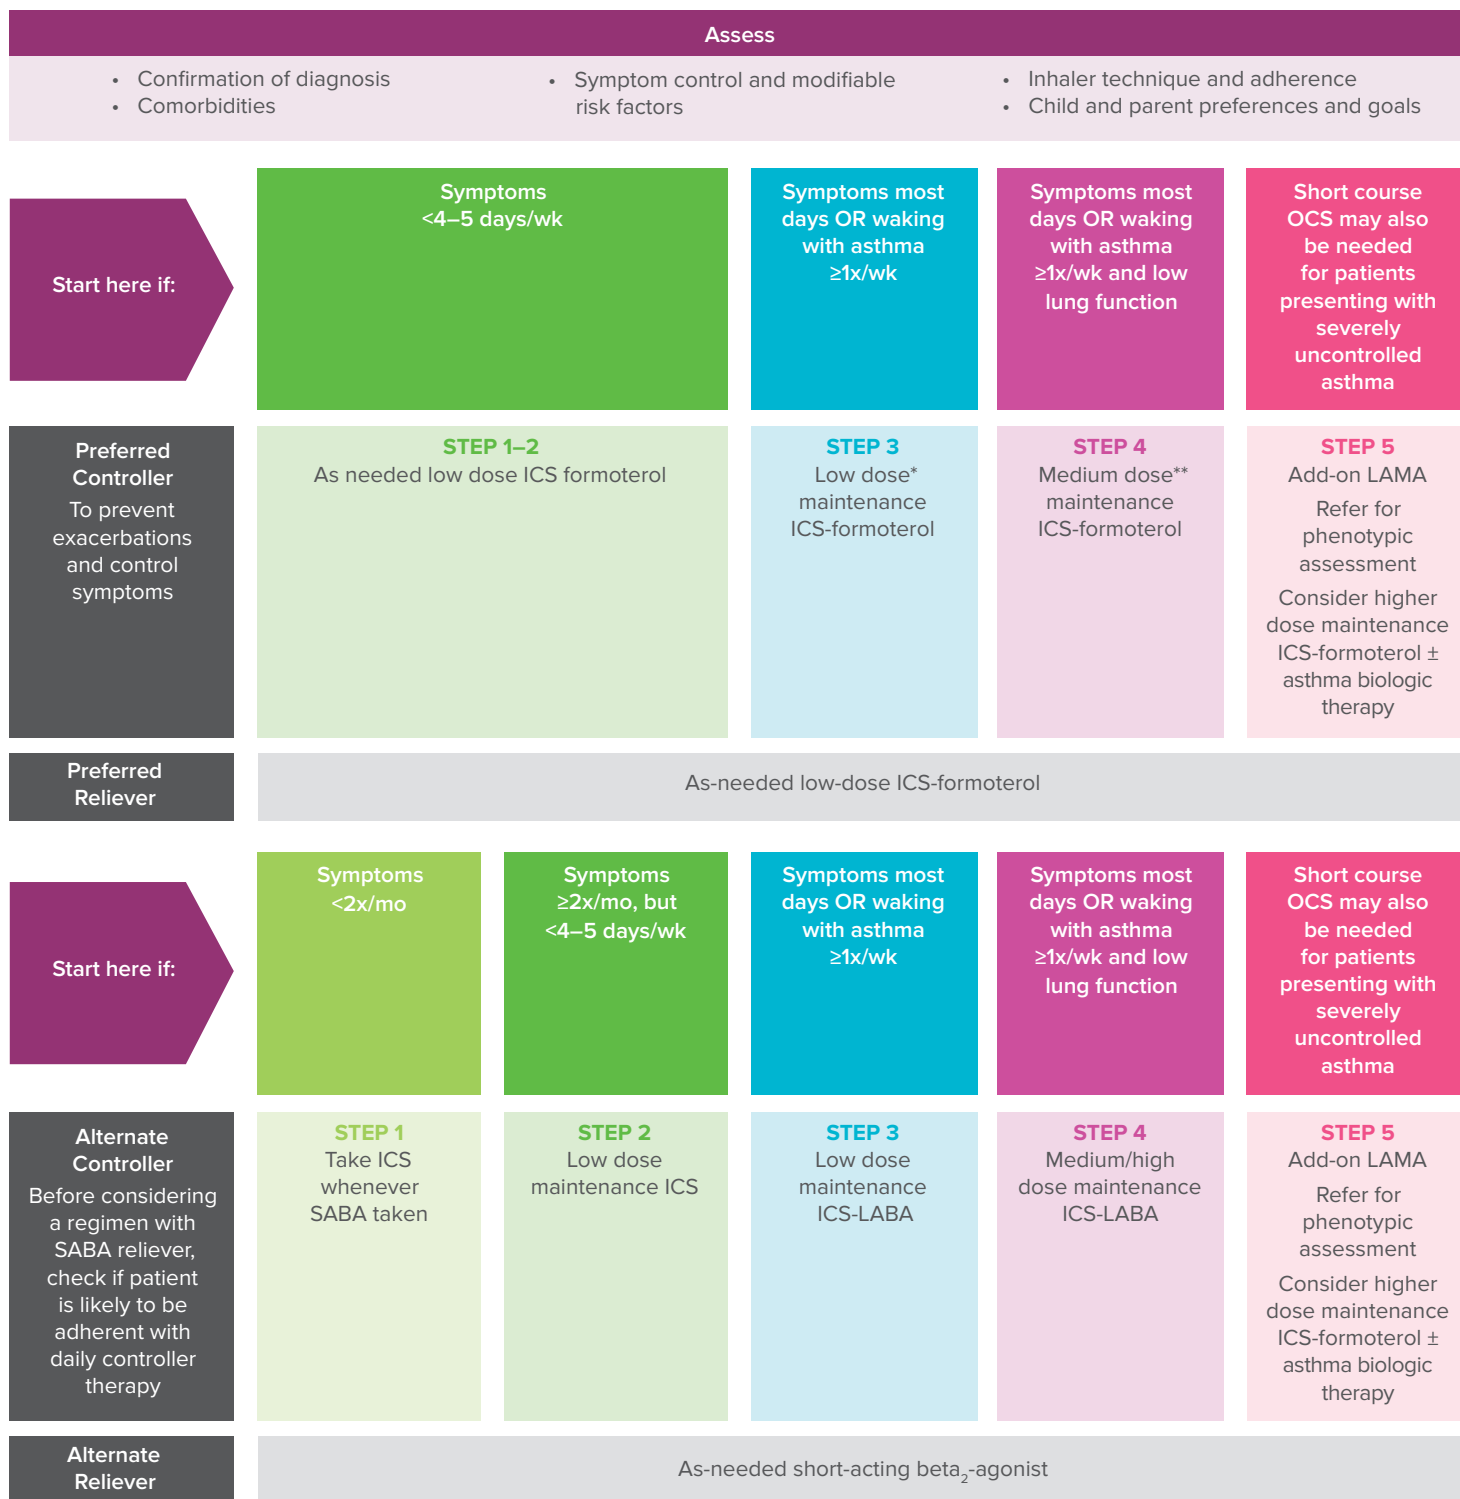 Assess
• Confirmation of diagnosis
• Comorbidities
• Symptom control and modifiable
risk factors
• Inhaler technique and adherence
• Child and parent preferences and goals
Start here if:
Symptoms
<4–5 days/wk
Symptoms most
days OR waking
with asthma
≥1x/wk
Symptoms most
days OR waking
with asthma
≥1x/wk and low
lung function
Short course
OCS may also
be needed
for patients
presenting with
severely
uncontrolled
asthma
Preferred
Controller
To prevent
exacerbations
and control
symptoms
STEP 1–2
As needed low dose ICS formoterol
STEP 3
Low dose*
maintenance
ICS-formoterol
STEP 4
Medium dose**
maintenance
ICS-formoterol
STEP 5
Add-on LAMA
Refer for
phenotypic
assessment
Consider higher
dose maintenance
ICS-formoterol ±
asthma biologic
therapy
Preferred
Reliever
As-needed low-dose ICS-formoterol
Start here if:
Symptoms
<2x/mo
Symptoms
≥2x/mo, but
<4–5 days/wk
Symptoms most
days OR waking
with asthma
≥1x/wk
Symptoms most
days OR waking
with asthma
≥1x/wk and low
lung function
Short course
OCS may also
be needed
for patients
presenting with
severely
uncontrolled
asthma
Alternate
Controller
Before considering
a regimen with
SABA reliever,
check if patient
is likely to be
adherent with
daily controller
therapy
STEP 1
Take ICS
whenever
SABA taken
STEP 2
Low dose
maintenance ICS
STEP 3
Low dose
maintenance
ICS-LABA
STEP 4
Medium/high
dose maintenance
ICS-LABA
STEP 5
Add-on LAMA
Refer for
phenotypic
assessment
Consider higher
dose maintenance
ICS-formoterol ±
asthma biologic
therapy
Alternate
Reliever
As-needed short-acting beta₂-agonist